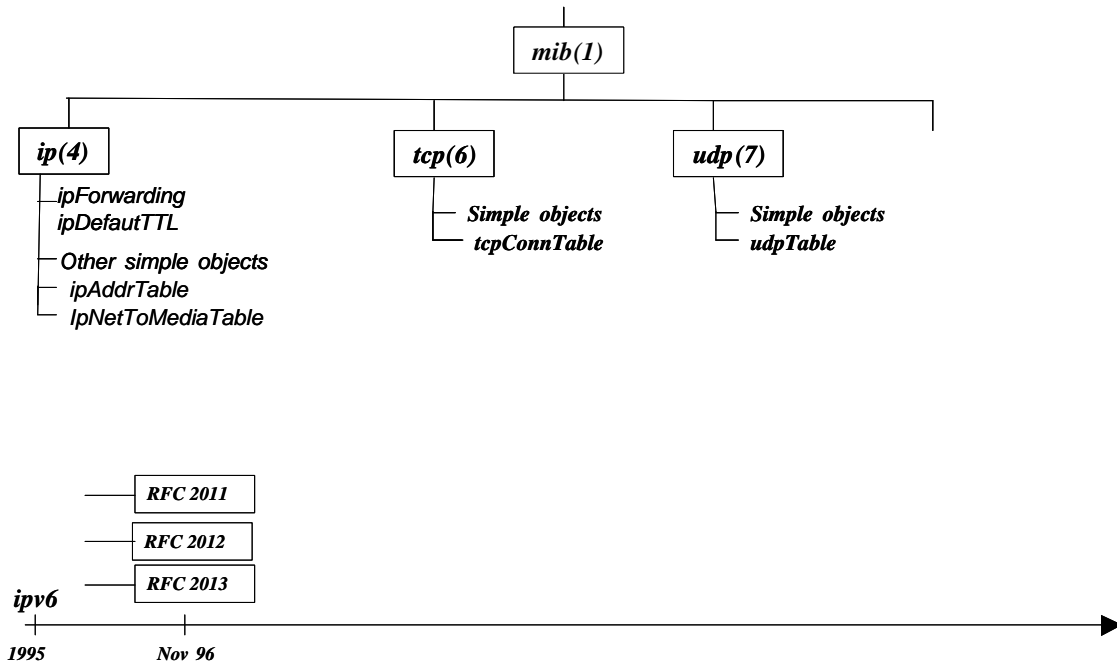 mib(1)
ip(4)
tcp(6)
udp(7)
ipForwarding
ipDefautTTL
Other simple objects
ipAddrTable
IpNetToMediaTable
Simple objects
tcpConnTable
Simple objects
udpTable
RFC 2011
RFC 2012
RFC 2013
ipv6
1995
Nov 96